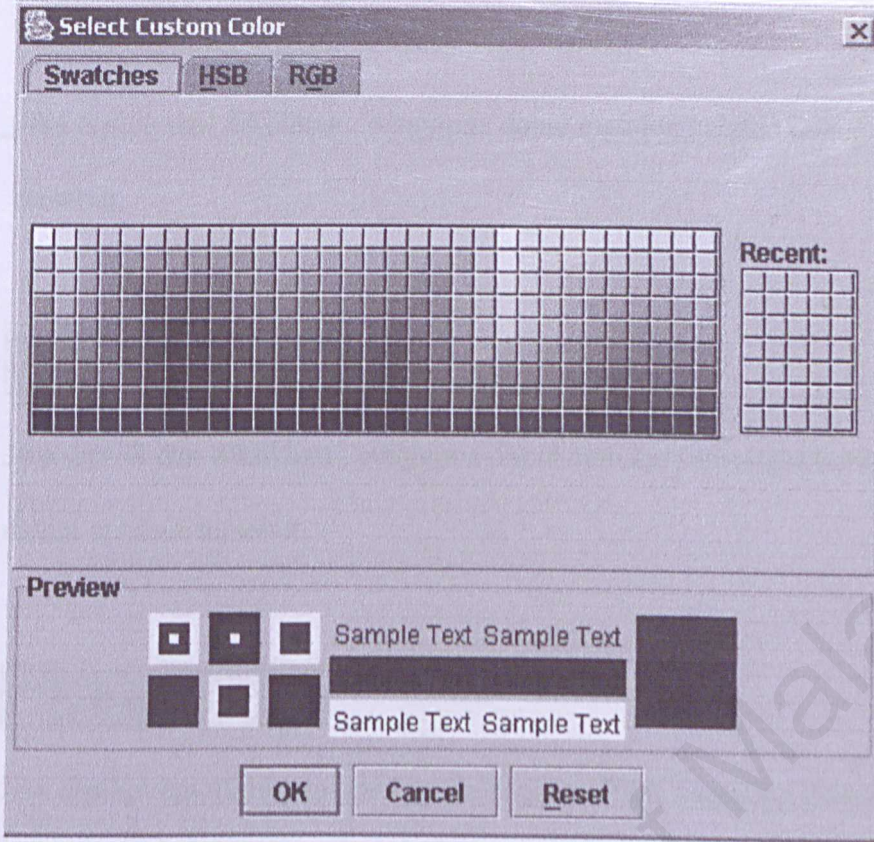 Select Custom Color
Swatches HSB RGB
Recent:
Preview
Sample Text Sample Text
Sample Text Sample Text
OK Cancel Reset